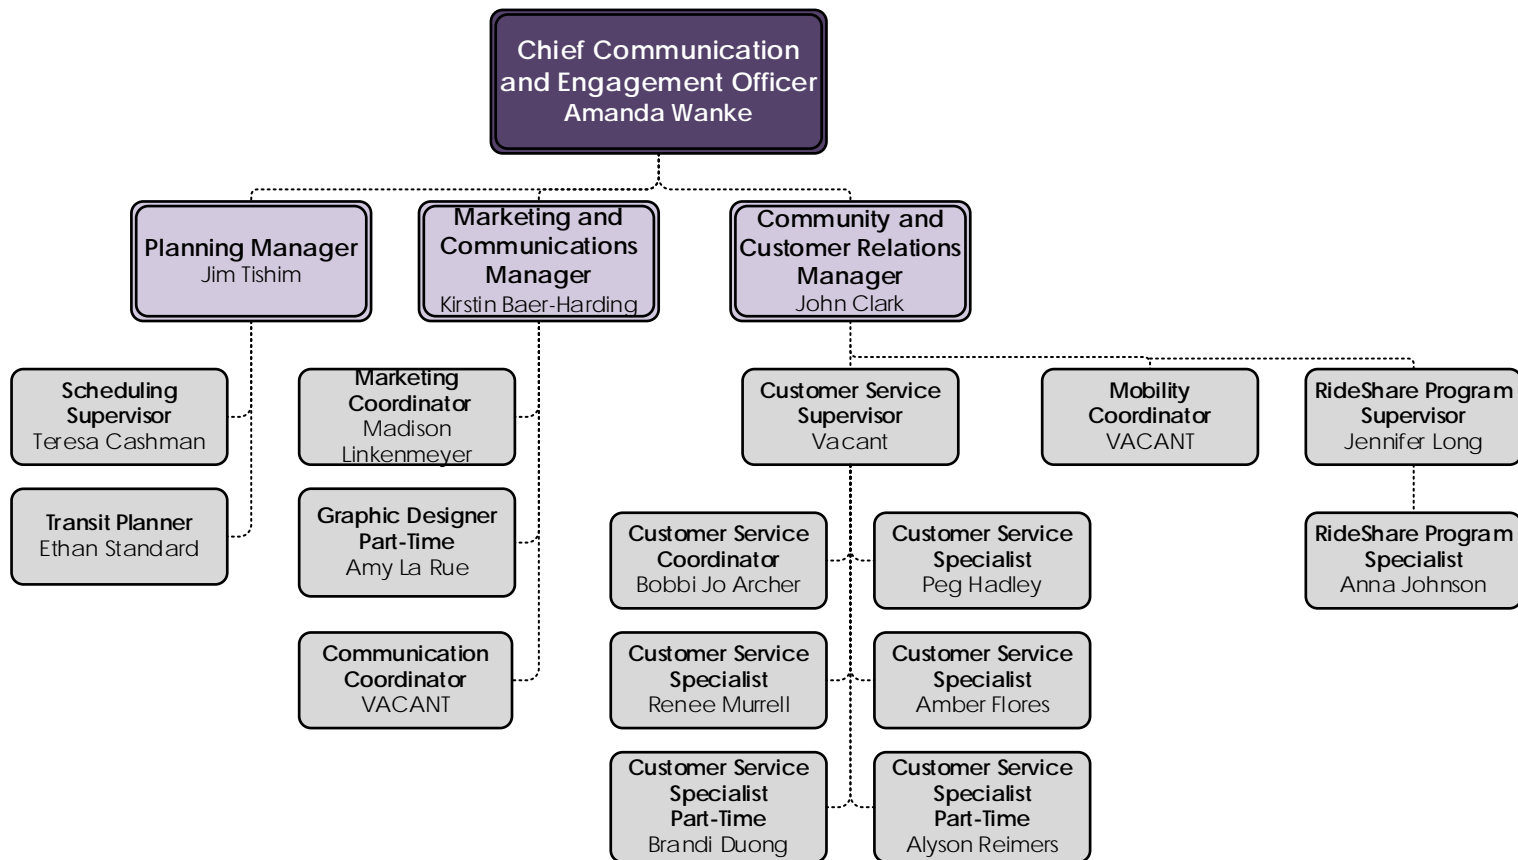 Chief Communication
and Engagement Officer
Amanda Wanke
Planning Manager
Jim Tishim
Marketing and
Communications
Manager
Kirstin Baer-Harding
Community and
Customer Relations
Manager
John Clark
Scheduling
Supervisor
Teresa Cashman
Marketing
Coordinator
Madison
Linkenmeyer
Customer Service
Supervisor
Vacant
Mobility
Coordinator
VACANT
RideShare Program
Supervisor
Jennifer Long
Transit Planner
Ethan Standard
Graphic Designer
Part-Time
Amy La Rue
Customer Service
Coordinator
Bobbi Jo Archer
Customer Service
Specialist
Peg Hadley
RideShare Program
Specialist
Anna Johnson
Communication
Coordinator
VACANT
Customer Service
Specialist
Renee Murrell
Customer Service
Specialist
Amber Flores
Customer Service
Specialist
Part-Time
Brandi Duong
Customer Service
Specialist
Part-Time
Alyson Reimers